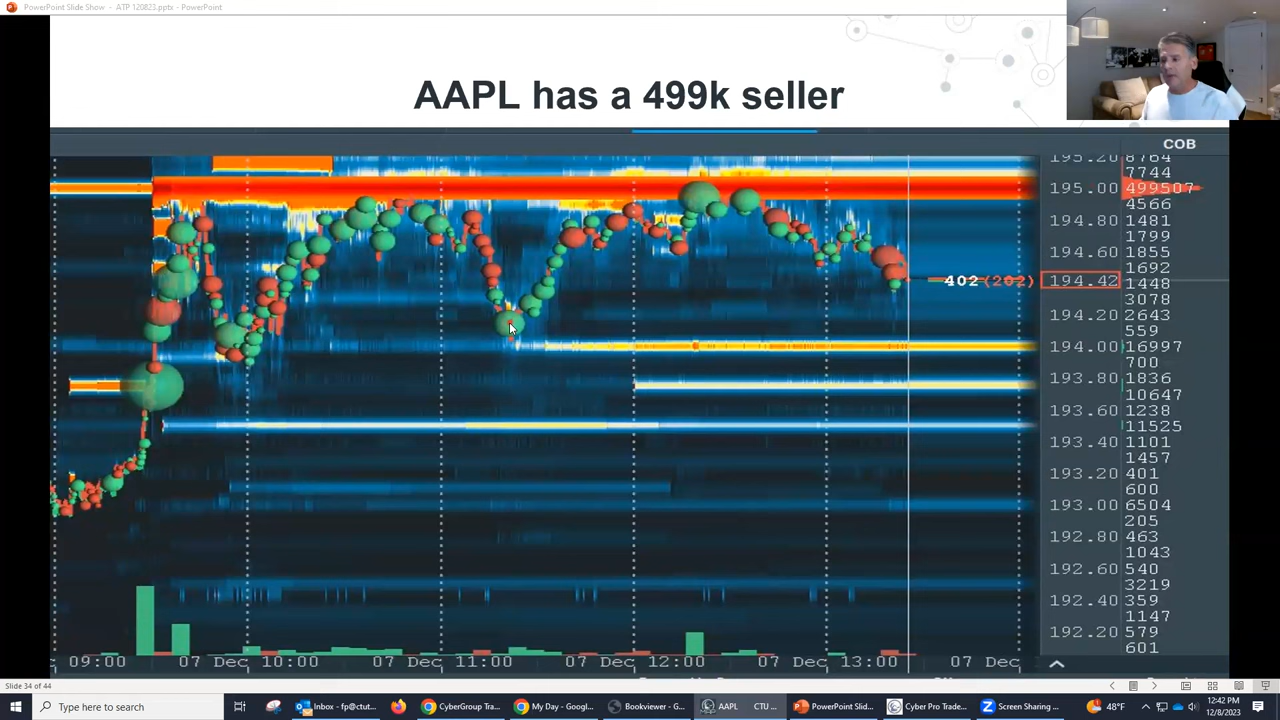 PowerPoint Slide Show - ATP 120823.pptx - PowerPoint
AAPL has a 499k seller
COB
195.20 8764
7744
195.00 499507
4566
194.80 1481
1799
194.60 1855
1692
402 (202) 194.42 1448
3078
194.20 2643
559
194.00 16997
700
193.80 1836
10647
193.60 1238
11525
193.40 1101
1457
193.20 401
600
193.00 6504
205
192.80 463
1043
192.60 540
3219
192.40 359
1147
192.20 579
601
09:00 07 Dec 10:00 07 Dec 11:00 07 Dec 12:00 07 Dec 13:00 07 Dec
Slide 34 of 44
Type here to search
Inbox - fp@ctut...
CyberGroup Tra...
My Day - Googl...
Bookviewer - G...
AAPL CTU ...
PowerPoint Slid...
Cyber Pro Trade...
Screen Sharing ...
48°F
12:42 PM
12/8/2023